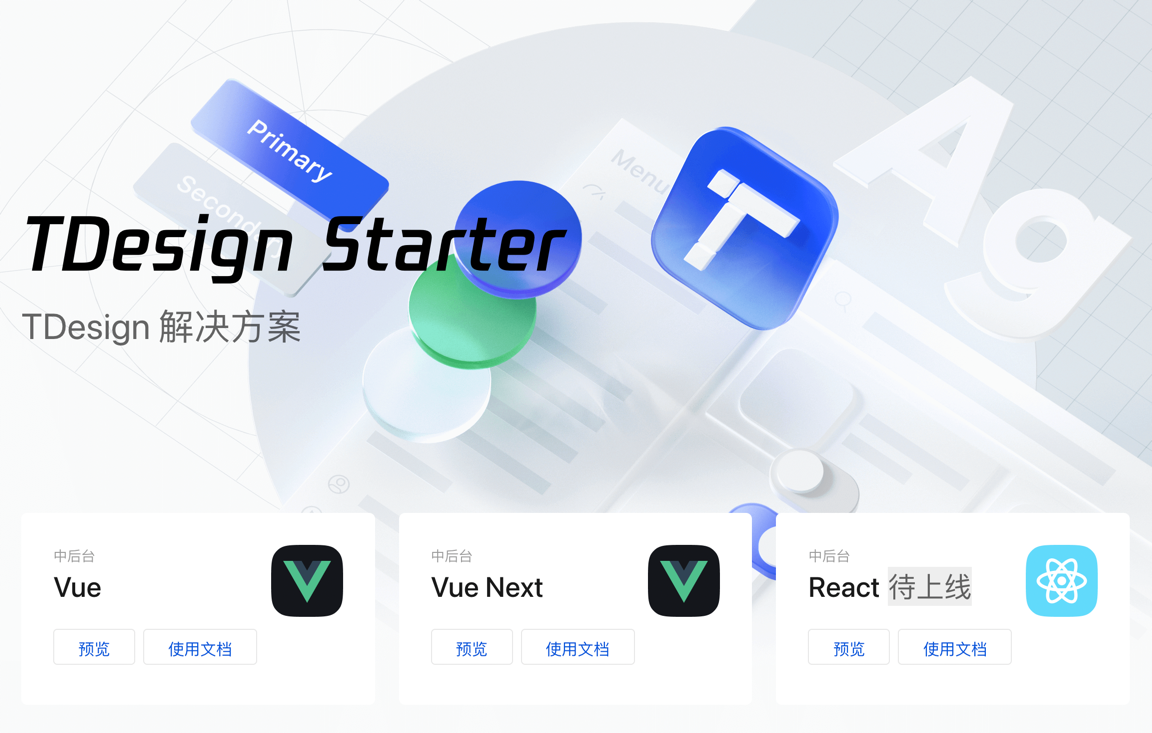 Primary
Secondary
Menu
Ag
T
TDesign Starter
TDesign 解决方案
中后台
Vue
预览
使用文档
中后台
Vue Next
预览
使用文档
中后台
React 待上线
预览
使用文档